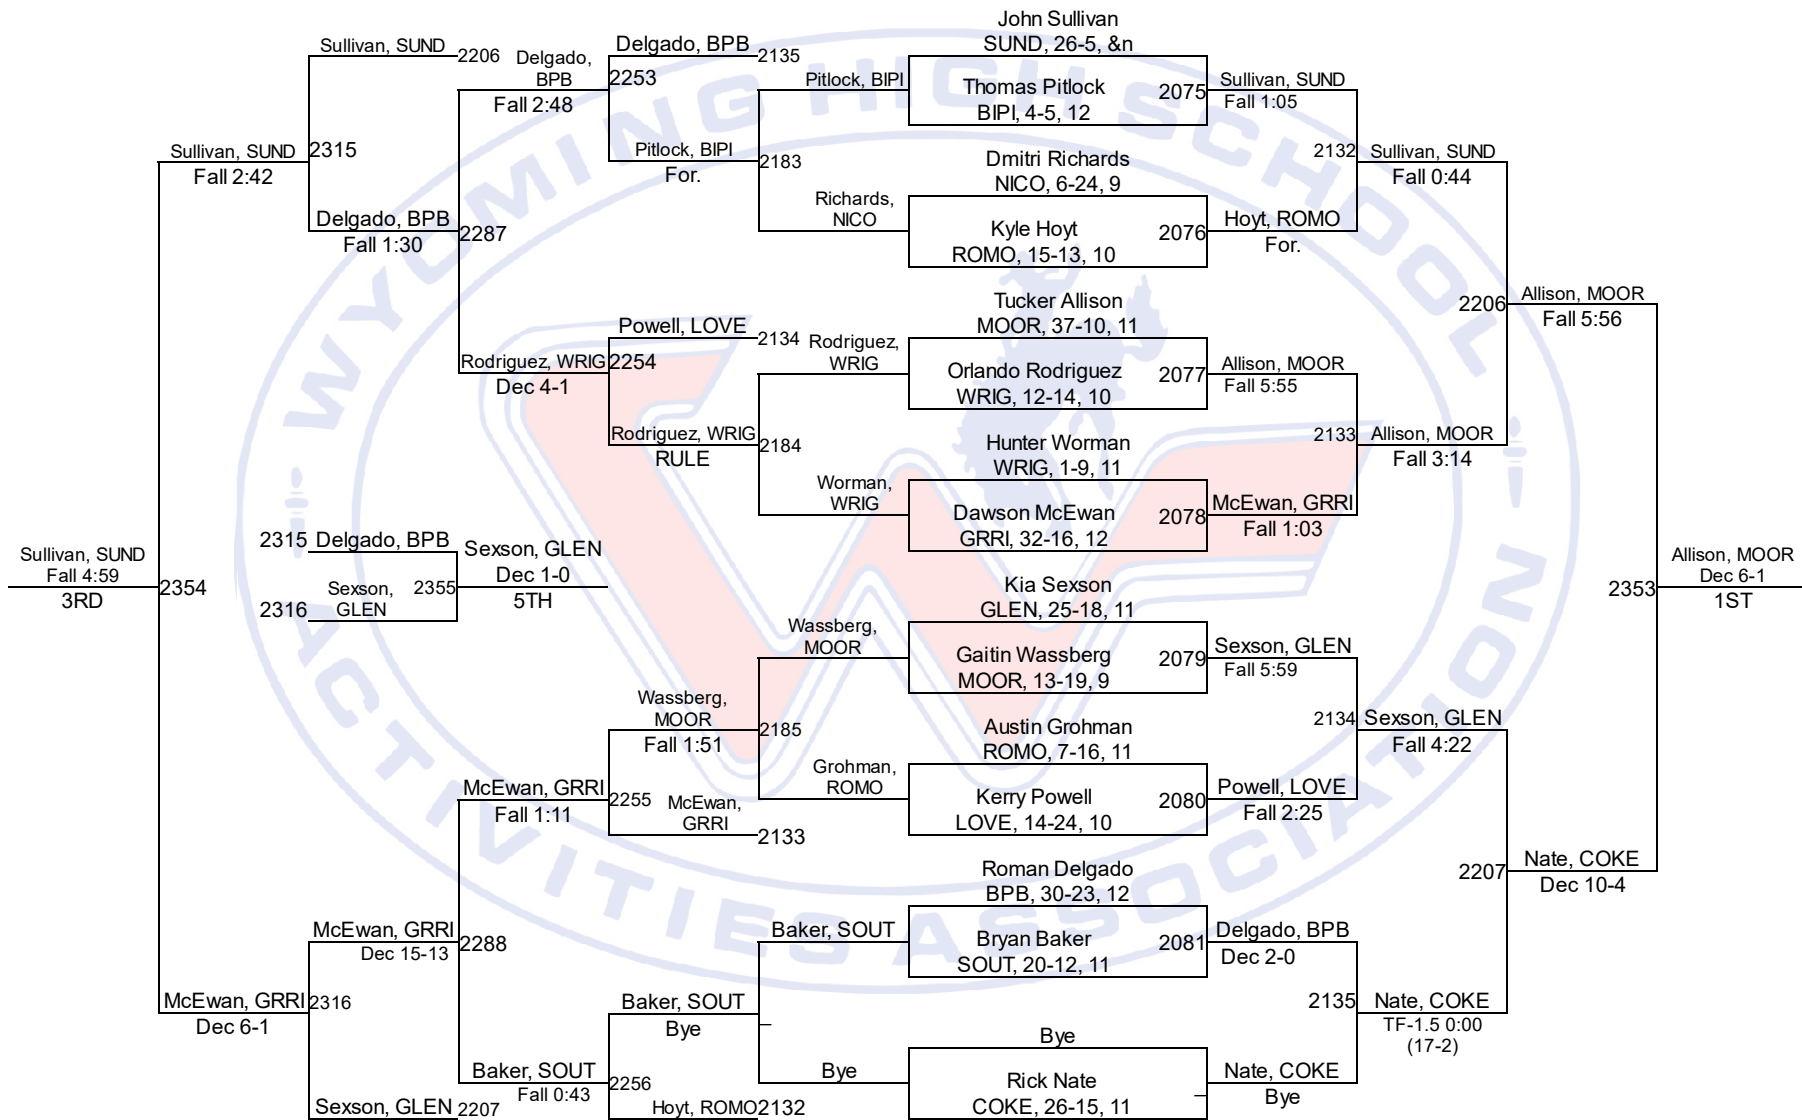 John Sullivan
SUND, 26-5, &n
Thomas Pitlock
BIPI, 4-5, 12
2075
Dmitri Richards
NICO, 6-24, 9
Kyle Hoyt
ROMO, 15-13, 10
2076
Tucker Allison
MOOR, 37-10, 11
Orlando Rodriguez
WRIG, 12-14, 10
2077
Hunter Worman
WRIG, 1-9, 11
Dawson McEwan
GRRI, 32-16, 12
2078
Kia Sexson
GLEN, 25-18, 11
Gaitin Wassberg
MOOR, 13-19, 9
2079
Austin Grohman
ROMO, 7-16, 11
Kerry Powell
LOVE, 14-24, 10
2080
Roman Delgado
BPB, 30-23, 12
Bryan Baker
SOUT, 20-12, 11
2081
Bye
Rick Nate
COKE, 26-15, 11
–
Sullivan, SUND
Fall 1:05
Hoyt, ROMO
For.
Allison, MOOR
Fall 5:55
McEwan, GRRI
Fall 1:03
Sexson, GLEN
Fall 5:59
Powell, LOVE
Fall 2:25
Delgado, BPB
Dec 2-0
Nate, COKE
Bye
2132
Sullivan, SUND
Fall 0:44
2133
Allison, MOOR
Fall 3:14
2134
Sexson, GLEN
Fall 4:22
2135
Nate, COKE
TF-1.5 0:00
(17-2)
2206
Allison, MOOR
Fall 5:56
2207
Nate, COKE
Dec 10-4
2353
Allison, MOOR
Dec 6-1
1ST
Pitlock, BIPI
Richards,
NICO
2183
Rodriguez,
WRIG
Worman,
WRIG
2184
Wassberg,
MOOR
Grohman,
ROMO
2185
Baker, SOUT
Bye
–
Delgado, BPB
2135
Pitlock, BIPI
For.
2253
Powell, LOVE
2134
Rodriguez, WRIG
RULE
2254
Wassberg,
MOOR
Fall 1:51
McEwan,
GRRI
2133
2255
Baker, SOUT
Bye
Hoyt, ROMO
2132
2256
Delgado,
BPB
Fall 2:48
Rodriguez, WRIG
Dec 4-1
2287
McEwan, GRRI
Fall 1:11
Baker, SOUT
Fall 0:43
2288
Sullivan, SUND
2206
Delgado, BPB
Fall 1:30
2315
McEwan, GRRI
Dec 15-13
Sexson, GLEN
2207
2316
Sullivan, SUND
Fall 2:42
McEwan, GRRI
Dec 6-1
2354
Sullivan, SUND
Fall 4:59
3RD
2315
Delgado, BPB
2316
Sexson,
GLEN
2355
Sexson, GLEN
Dec 1-0
5TH
WYOMING HIGH SCHOOL
ACTIVITIES ASSOCIATION